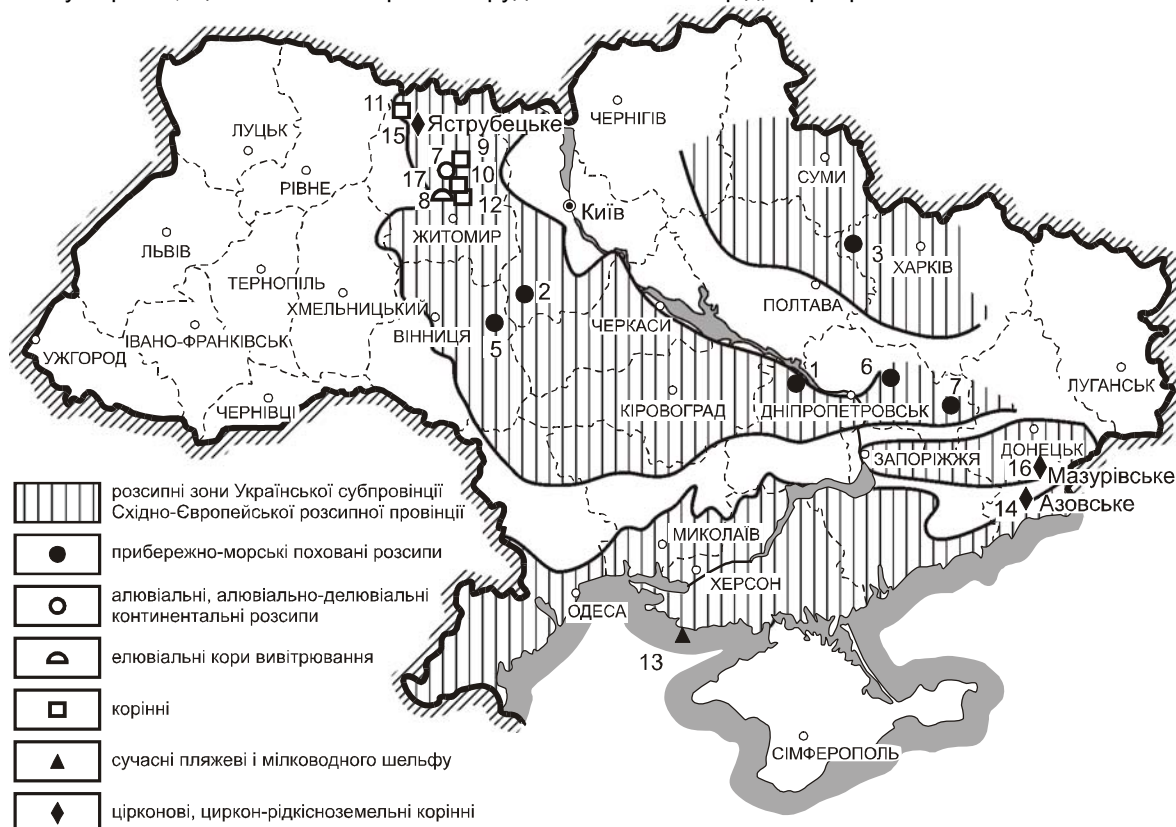 ЧЕРНІГІВ
11
ЛУЦЬК
15
Яструбецьке
СУМИ
7
9
РІВНЕ
17
10
8
12
Київ
ЖИТОМИР
ЛЬВІВ
3
ХАРКІВ
ТЕРНОПІЛЬ
ХМЕЛЬНИЦЬКИЙ
2
ПОЛТАВА
ЧЕРКАСИ
ВІННИЦЯ
УЖГОРОД
ІВАНО-ФРАНКІВСЬК
5
1
6
7
ЛУГАНСЬК
ЧЕРНІВЦІ
КІРОВОГРАД
ДНІПРОПЕТРОВСЬК
ЗАПОРІЖЖЯ
ДОНЕЦЬК
16
Мазурівське
14
Азовське
МИКОЛАЇВ
ХЕРСОН
ОДЕСА
13
СІМФЕРОПОЛЬ
розсипні зони Української субпровінції
Східно-Європейської розсипної провінції
прибережно-морські поховані розсипи
алювіальні, алювіально-делювіальні
континентальні розсипи
елювіальні кори вивітрювання
корінні
сучасні пляжеві і мілководного шельфу
цірконові, циркон-рідкісноземельні корінні